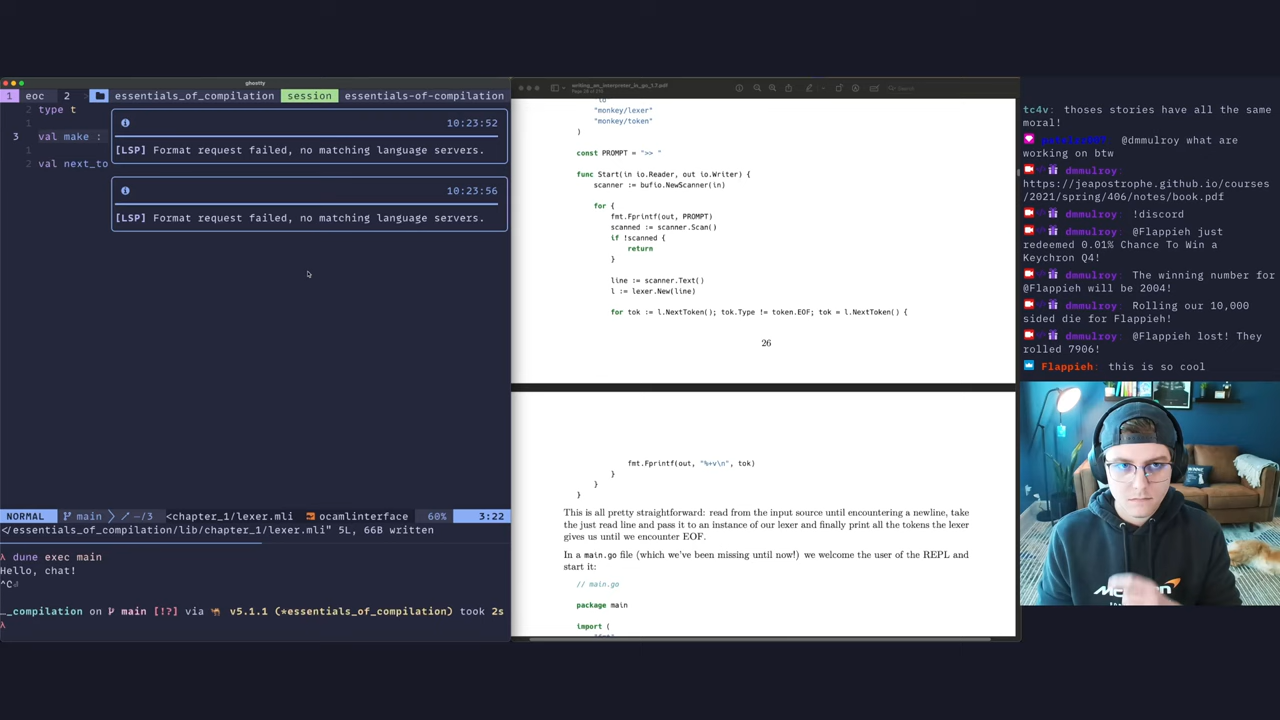 ghostty
1 eoc 2 essentials_of_compilation session essentials-of-compilation
2 type t
1
3 val make :
1
2 val next_to
10:23:52
[LSP] Format request failed, no matching language servers.
10:23:56
[LSP] Format request failed, no matching language servers.
NORMAL main ~/3 <chapter_1/lexer.mli ocamlinterface 60% 3:22
</essentials_of_compilation/lib/chapter_1/lexer.mli" 5L, 66B written
λ dune exec main
Hello, chat!
^C
…_compilation on main [!?] via v5.1.1 (*essentials_of_compilation) took 2s
λ
writing_an_interpreter_in_go_1.7.pdf
Search
"io"
"monkey/lexer"
"monkey/token"
)
const PROMPT = ">> "
func Start(in io.Reader, out io.Writer) {
scanner := bufio.NewScanner(in)
for {
fmt.Fprintf(out, PROMPT)
scanned := scanner.Scan()
if !scanned {
return
}
line := scanner.Text()
l := lexer.New(line)
for tok := l.NextToken(); tok.Type != token.EOF; tok = l.NextToken() {
26
fmt.Fprintf(out, "%+v\n", tok)
}
}
}
This is all pretty straightforward: read from the input source until encountering a newline, take
the just read line and pass it to an instance of our lexer and finally print all the tokens the lexer
gives us until we encounter EOF.
In a main.go file (which we've been missing until now!) we welcome the user of the REPL and
start it:
// main.go
package main
import (
tc4v: thoses stories have all the same
moral!
@dmmulroy what are
working on btw
dmmulroy:
https://jeapostrophe.github.io/courses
/2021/spring/406/notes/book.pdf
dmmulroy: !discord
dmmulroy: @Flappieh just
redeemed 0.01% Chance To Win a
Keychron Q4!
dmmulroy: The winning number for
@Flappieh will be 2004!
dmmulroy: Rolling our 10,000
sided die for Flappieh!
dmmulroy: @Flappieh lost! They
rolled 7906!
Flappieh: this is so cool